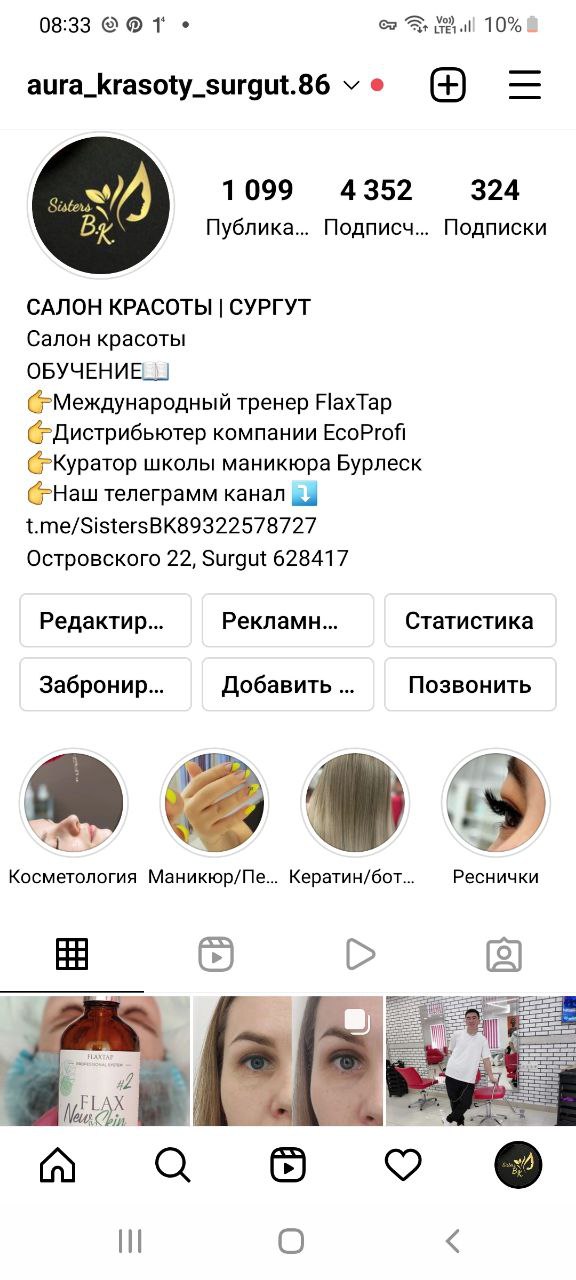 08:33
Vo))
LTE1
10%
aura_krasoty_surgut.86
Sisters
B.K.
1 099 4 352 324
Публика... Подписч... Подписки
САЛОН КРАСОТЫ | СУРГУТ
Салон красоты
ОБУЧЕНИЕ📖
👉Международный тренер FlaxTap
👉Дистрибьютер компании EcoProfi
👉Куратор школы маникюра Бурлеск
👉Наш телеграмм канал ⤵️
t.me/SistersBK89322578727
Островского 22, Surgut 628417
Редактир... Рекламн... Статистика
Забронир... Добавить ... Позвонить
Косметология Маникюр/Пе... Кератин/бот... Реснички
FLAXTAP
PROFESSIONAL SYSTEM
#2
FLAX
New Skin